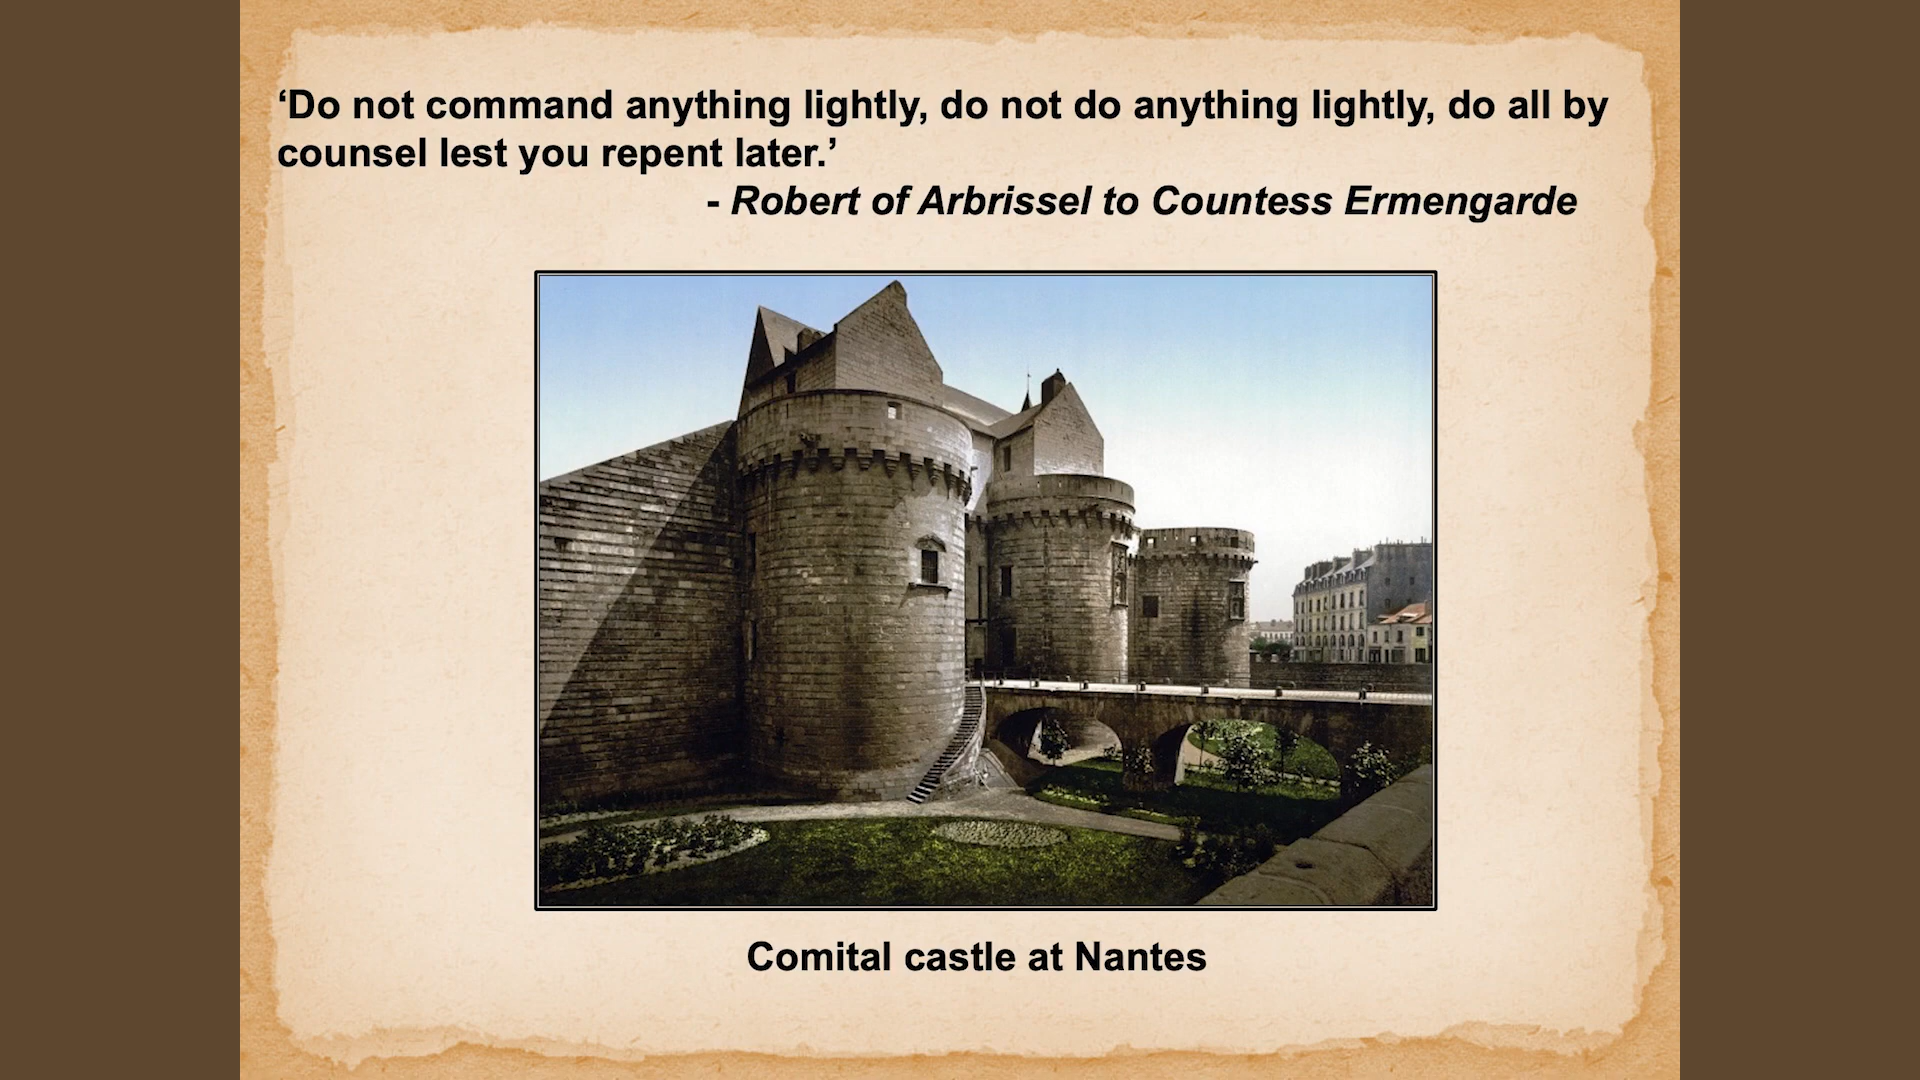 ‘Do not command anything lightly, do not do anything lightly, do all by
counsel lest you repent later.’
- Robert of Arbrissel to Countess Ermengarde
Comital castle at Nantes